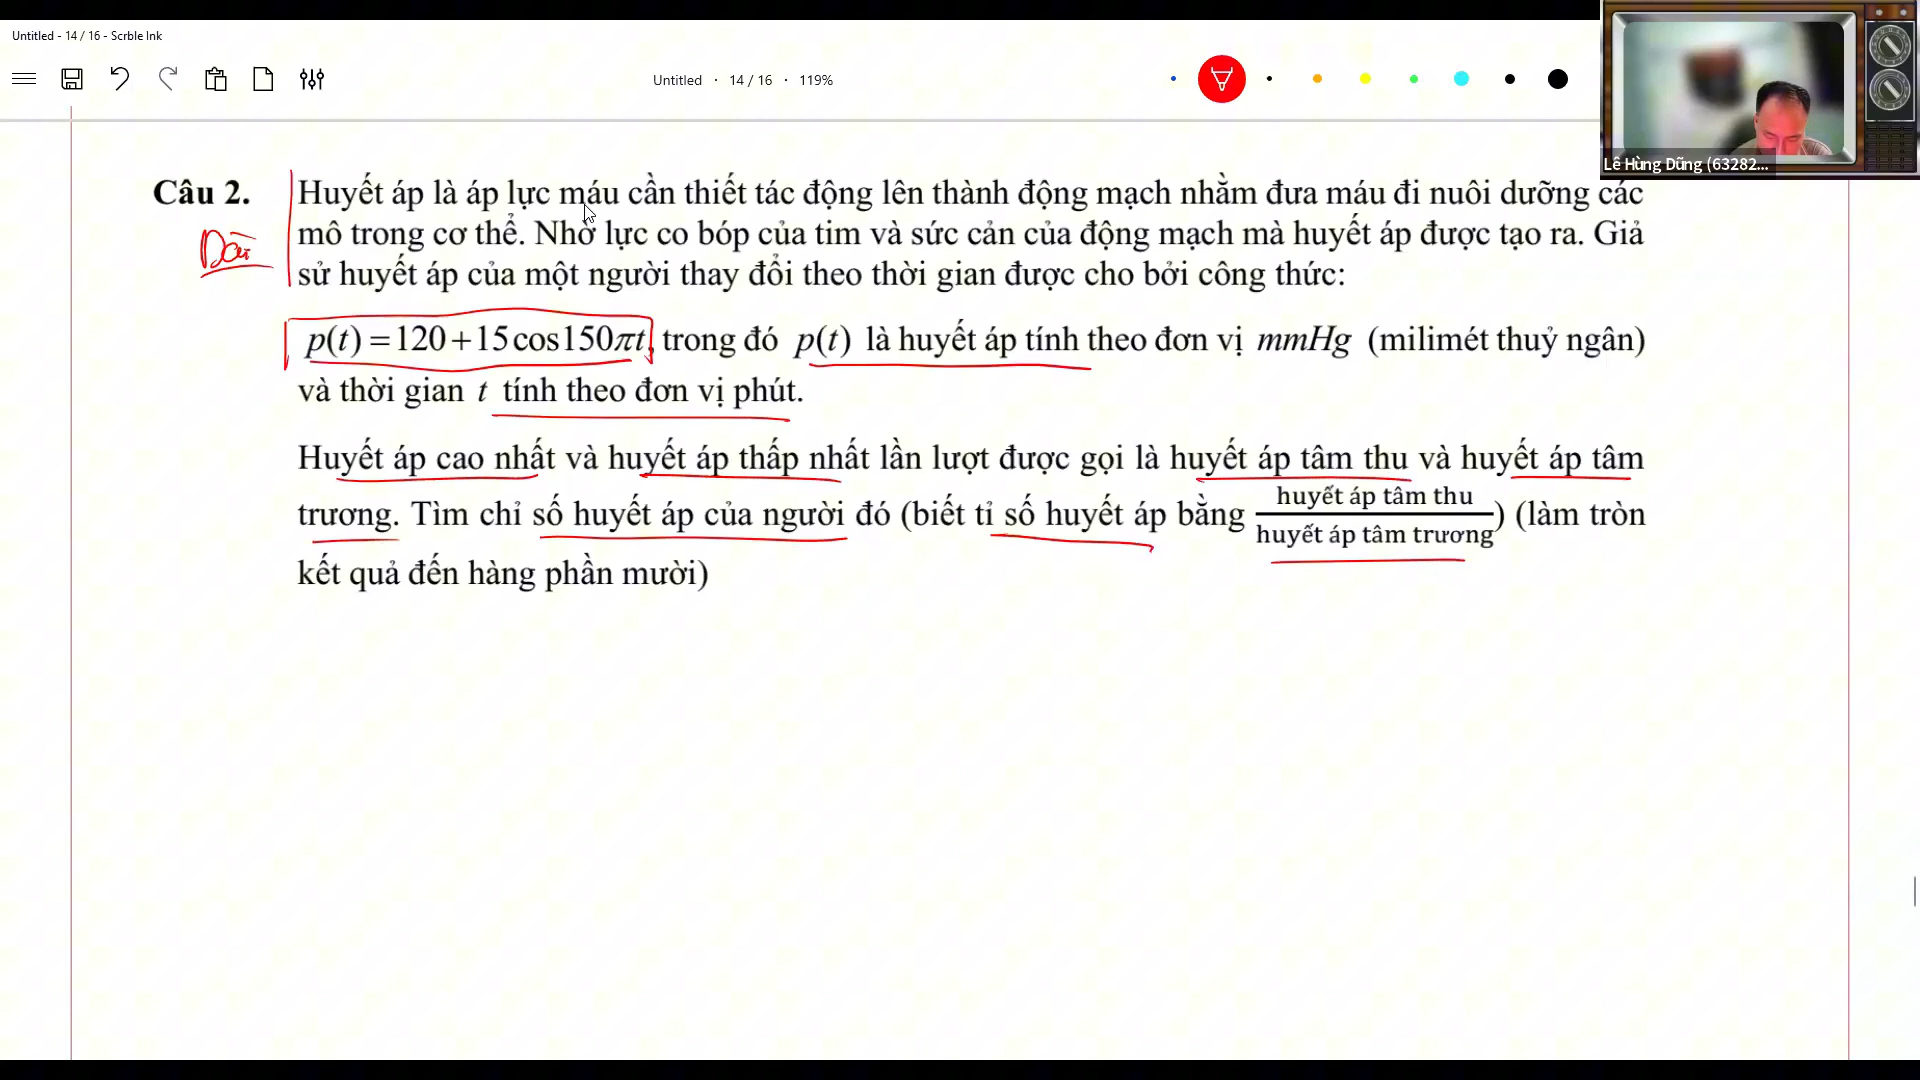 Untitled - 14 / 16 - Scrble Ink
Untitled · 14 / 16 · 119%
Lê Hùng Dũng (63282...
Câu 2. Huyết áp là áp lực máu cần thiết tác động lên thành động mạch nhằm đưa máu đi nuôi dưỡng các
Dài
mô trong cơ thể. Nhờ lực co bóp của tim và sức cản của động mạch mà huyết áp được tạo ra. Giả
sử huyết áp của một người thay đổi theo thời gian được cho bởi công thức:
p(t) = 120 + 15 cos150πt, trong đó p(t) là huyết áp tính theo đơn vị mmHg (milimét thuỷ ngân)
và thời gian t tính theo đơn vị phút.
Huyết áp cao nhất và huyết áp thấp nhất lần lượt được gọi là huyết áp tâm thu và huyết áp tâm
trương. Tìm chỉ số huyết áp của người đó (biết tỉ số huyết áp bằng huyết áp tâm thu / huyết áp tâm trương) (làm tròn
kết quả đến hàng phần mười)